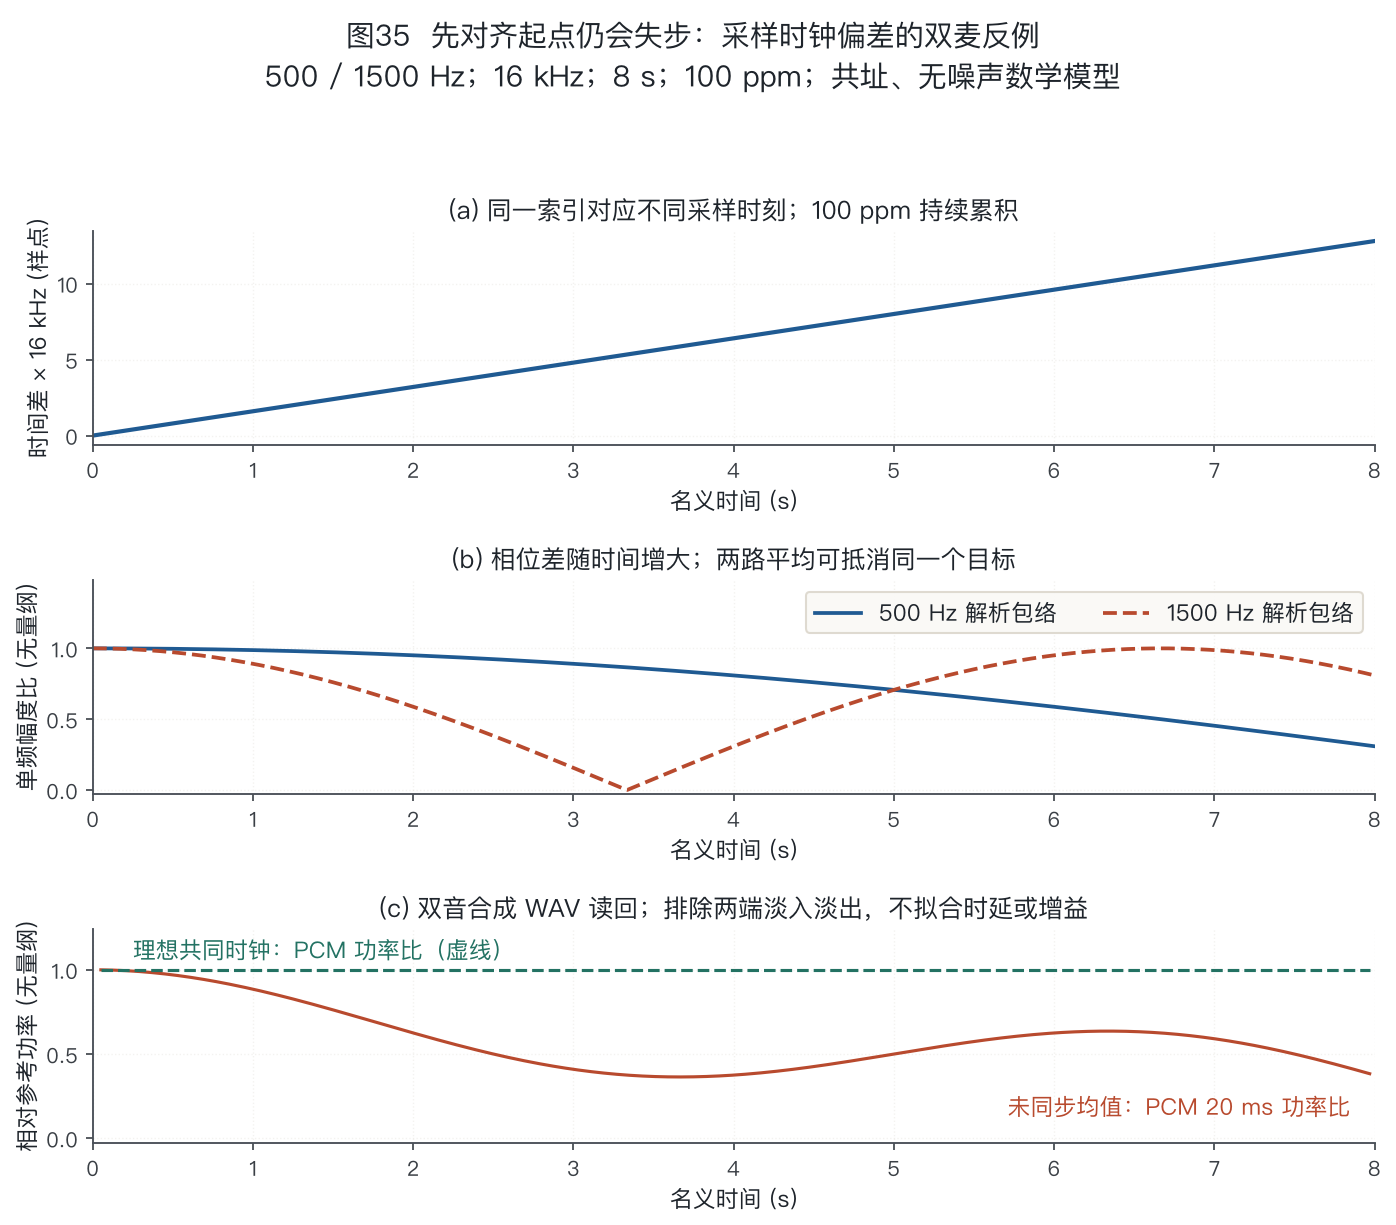 图35  先对齐起点仍会失步：采样时钟偏差的双麦反例
500 / 1500 Hz；16 kHz；8 s；100 ppm；共址、无噪声数学模型
(a) 同一索引对应不同采样时刻；100 ppm 持续累积
时间差 × 16 kHz (样点)
10
5
0
0 1 2 3 4 5 6 7 8
名义时间 (s)
(b) 相位差随时间增大；两路平均可抵消同一个目标
500 Hz 解析包络 1500 Hz 解析包络
单频幅度比 (无量纲)
1.0
0.5
0.0
0 1 2 3 4 5 6 7 8
名义时间 (s)
(c) 双音合成 WAV 读回；排除两端淡入淡出，不拟合时延或增益
理想共同时钟：PCM 功率比（虚线）
相对参考功率 (无量纲)
1.0
0.5
0.0
未同步均值：PCM 20 ms 功率比
0 1 2 3 4 5 6 7 8
名义时间 (s)